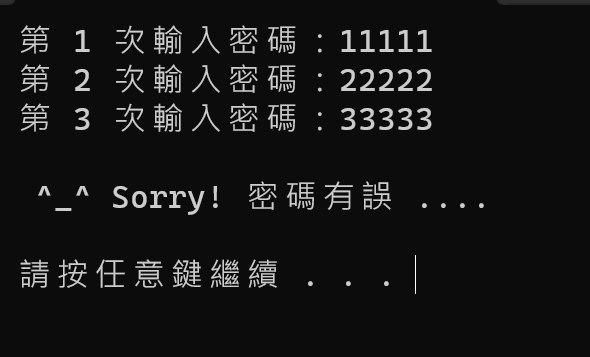 第 1 次輸入密碼：11111
第 2 次輸入密碼：22222
第 3 次輸入密碼：33333
^_^ Sorry! 密碼有誤 ....
請按任意鍵繼續 . . .